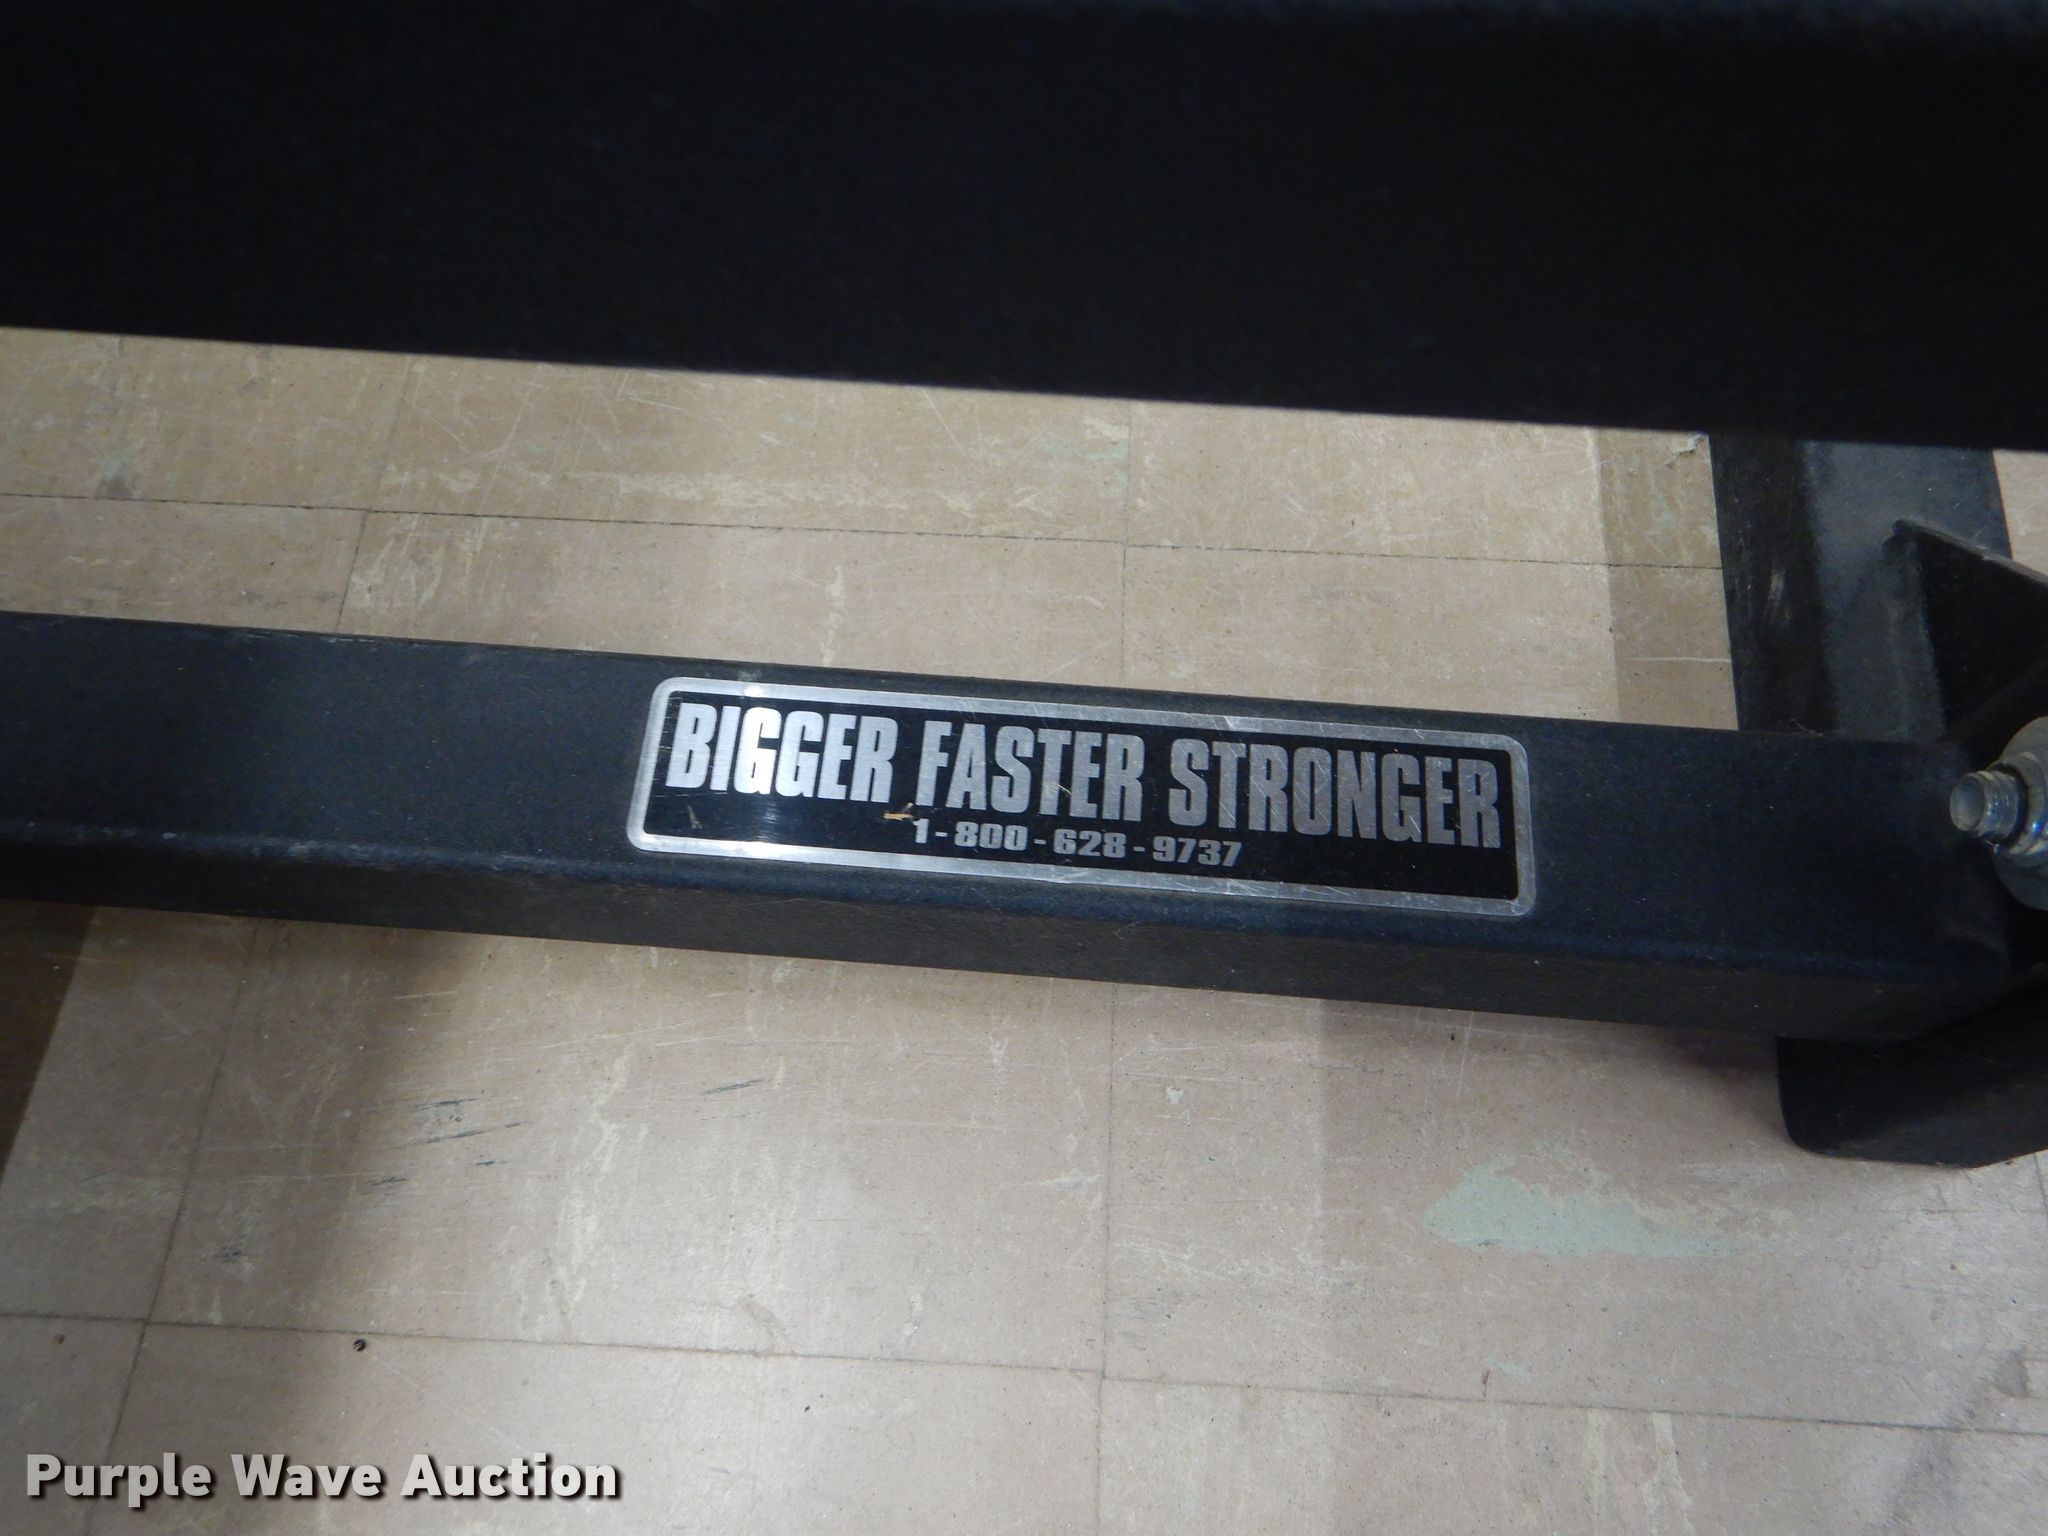 BIGGER FASTER STRONGER
1-800-628-9737
Purple Wave Auction